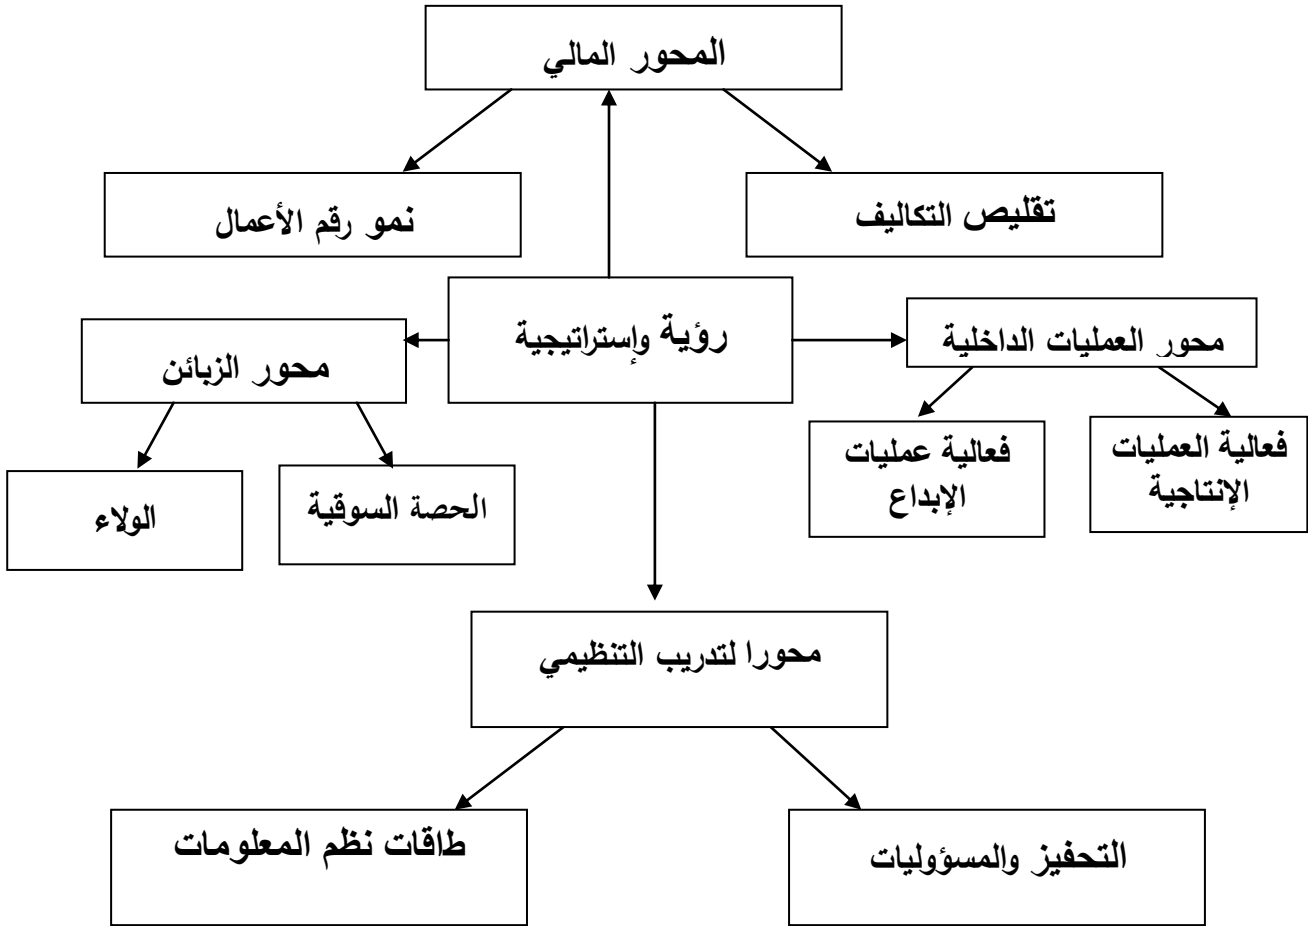 المحور المالي
تقليص التكاليف
نمو رقم الأعمال
رؤية وإستراتيجية
محور العمليات الداخلية
محور الزبائن
فعالية العمليات
الإنتاجية
فعالية عمليات
الإبداع
الحصة السوقية
الولاء
محورا لتدريب التنظيمي
التحفيز والمسؤوليات
طاقات نظم المعلومات